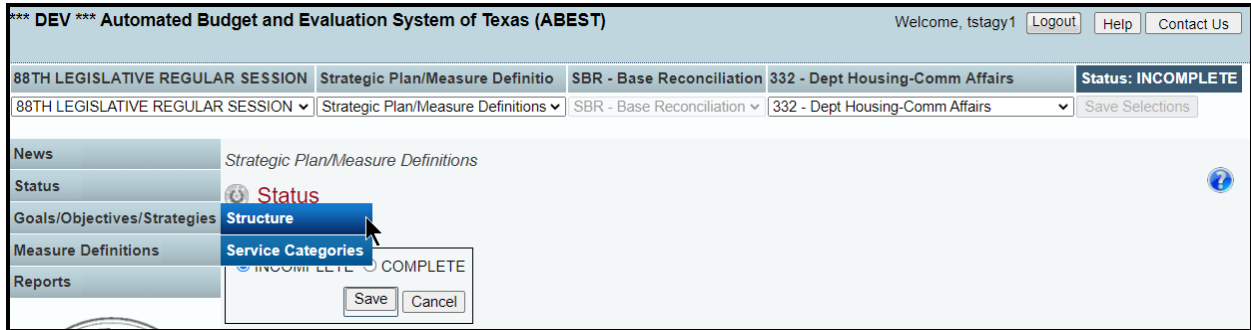 *** DEV *** Automated Budget and Evaluation System of Texas (ABEST)
Welcome, tstagy1 Logout Help Contact Us
88TH LEGISLATIVE REGULAR SESSION Strategic Plan/Measure Definitio SBR - Base Reconciliation 332 - Dept Housing-Comm Affairs Status: INCOMPLETE
88TH LEGISLATIVE REGULAR SESSION Strategic Plan/Measure Definitions SBR - Base Reconciliation 332 - Dept Housing-Comm Affairs Save Selections
News
Strategic Plan/Measure Definitions
Status
Status
Goals/Objectives/Strategies Structure
Measure Definitions Service Categories
INCOMPLETE COMPLETE
Reports
Save Cancel